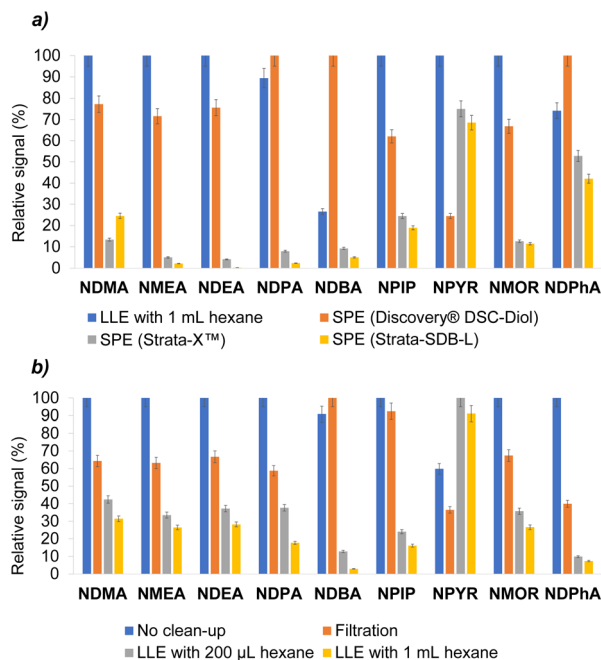 a)
Relative signal (%)
100
90
80
70
60
50
40
30
20
10
0
NDMA NMEA NDEA NDPA NDBA NPIP NPYR NMOR NDPhA
LLE with 1 mL hexane SPE (Discovery® DSC-Diol)
SPE (Strata-X™) SPE (Strata-SDB-L)
b)
Relative signal (%)
100
90
80
70
60
50
40
30
20
10
0
NDMA NMEA NDEA NDPA NDBA NPIP NPYR NMOR NDPhA
No clean-up Filtration
LLE with 200 µL hexane LLE with 1 mL hexane